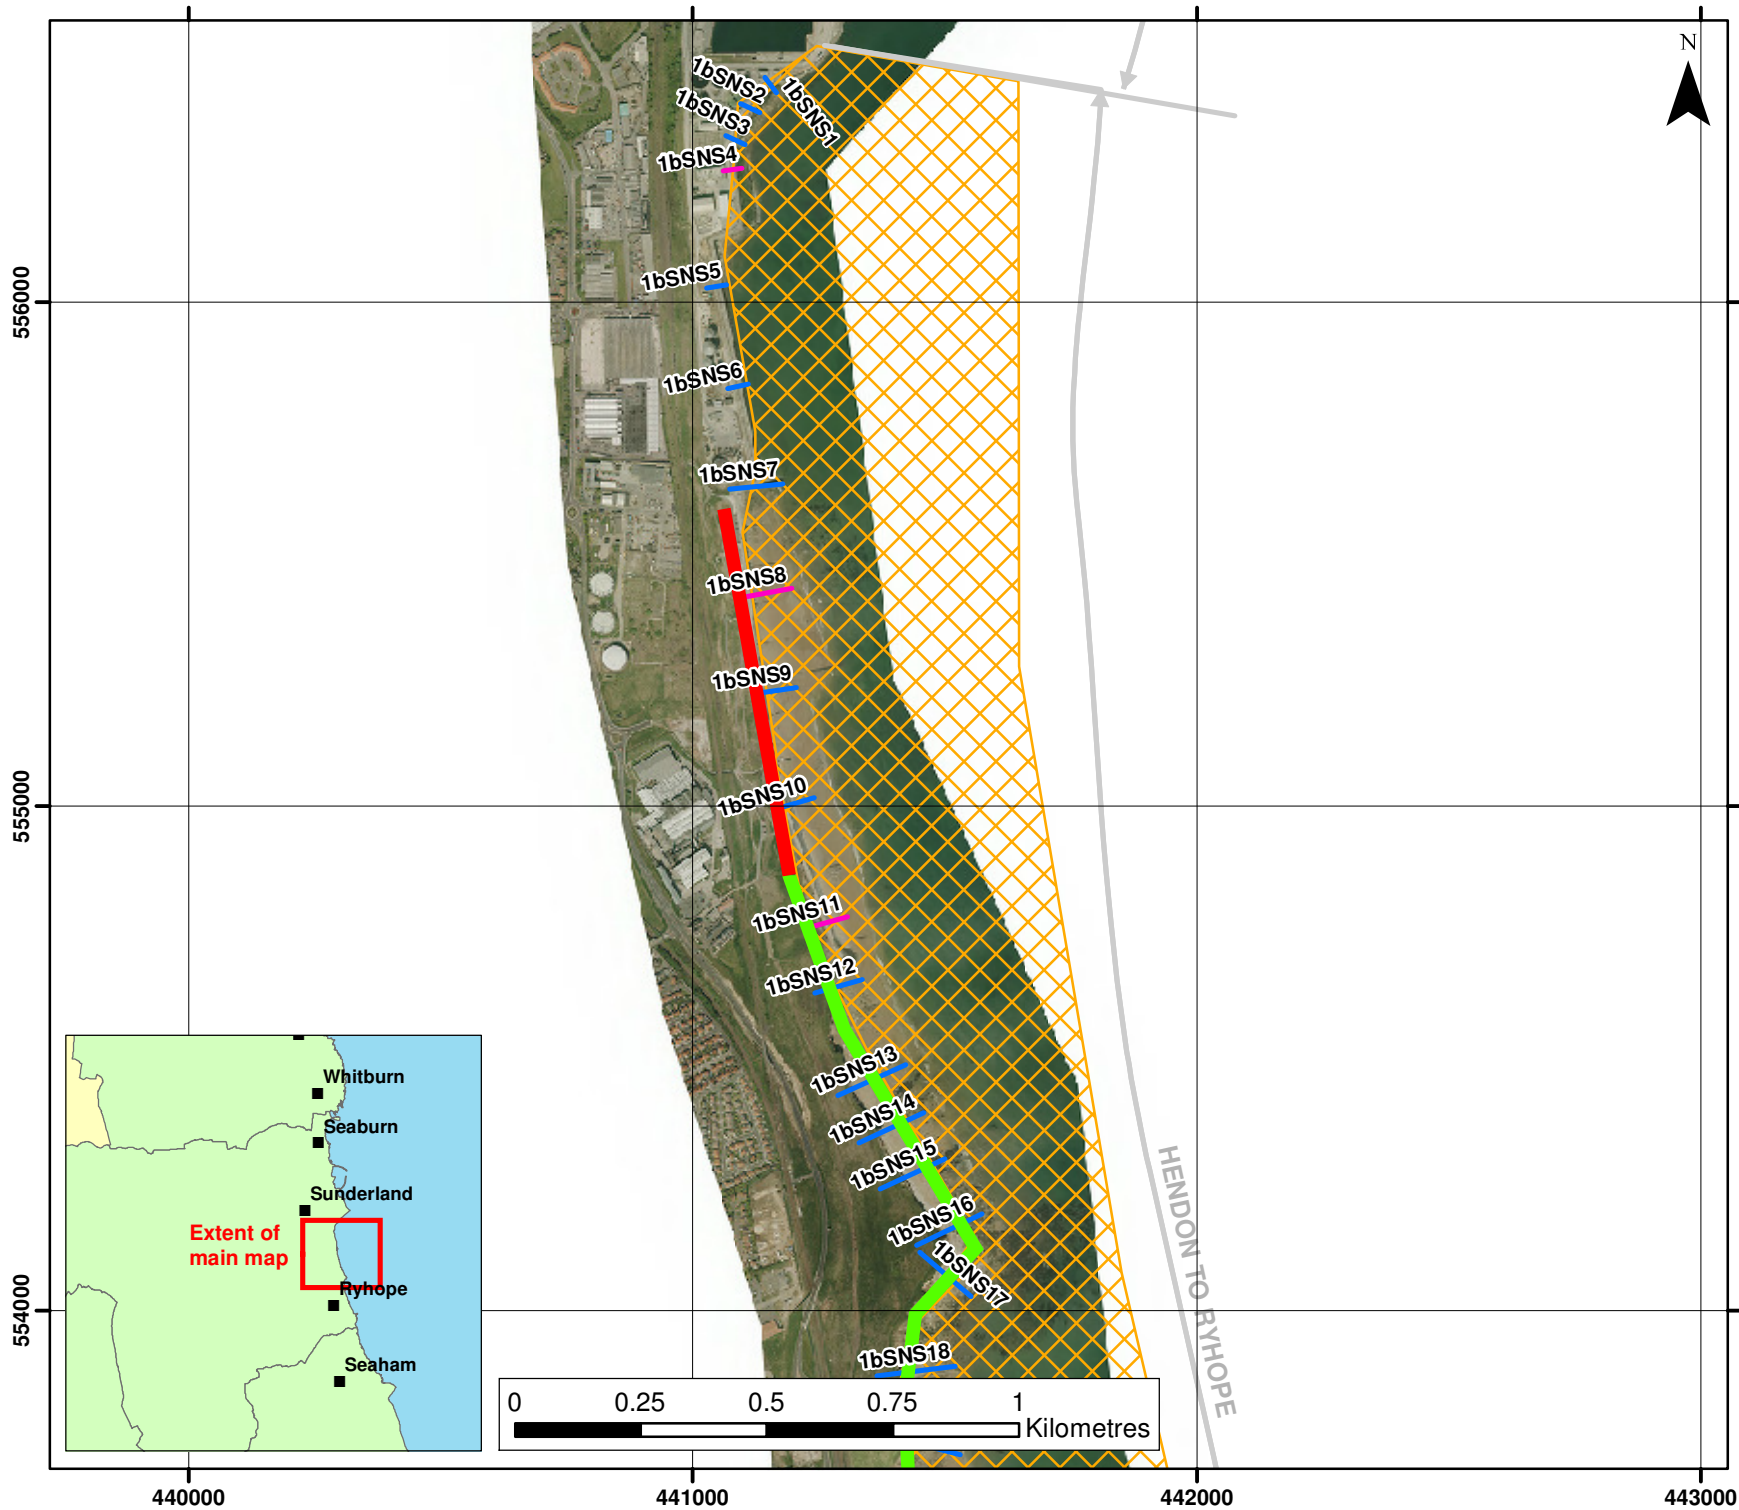 N
1bSNS1
1bSNS2
1bSNS3
1bSNS4
1bSNS5
1bSNS6
1bSNS7
1bSNS8
1bSNS9
1bSNS10
1bSNS11
1bSNS12
1bSNS13
1bSNS14
1bSNS15
1bSNS16
1bSNS17
1bSNS18
HENDON TO RYHOPE
556000
555000
554000
Whitburn
Seaburn
Sunderland
Extent of
main map
Ryhope
Seaham
0 0.25 0.5 0.75 1
Kilometres
440000 441000 442000 443000